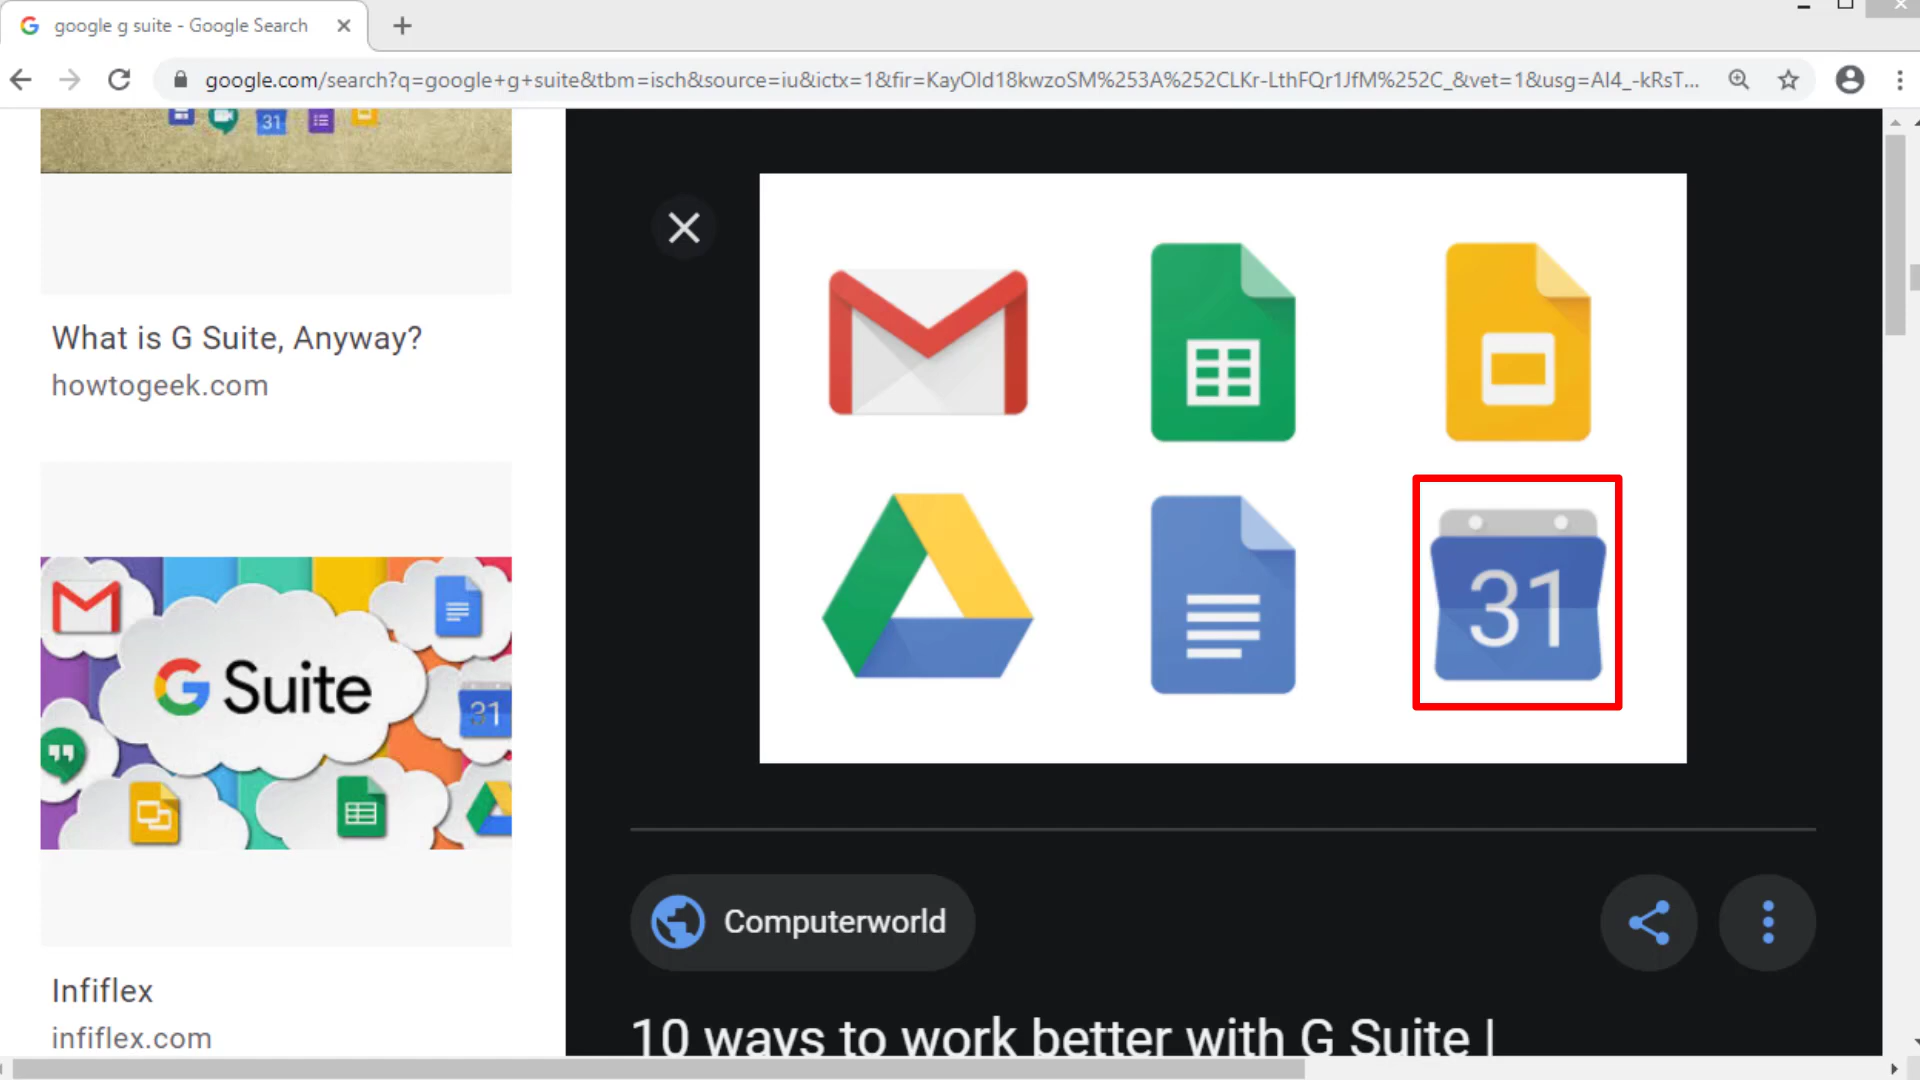 google g suite - Google Search
google.com/search?q=google+g+suite&tbm=isch&source=iu&ictx=1&fir=KayOld18kwzoSM%253A%252CLKr-LthFQr1JfM%252C_&vet=1&usg=AI4_-kRsT...
31
What is G Suite, Anyway?
howtogeek.com
31
G Suite
31
Infiflex
infiflex.com
Computerworld
10 ways to work better with G Suite |